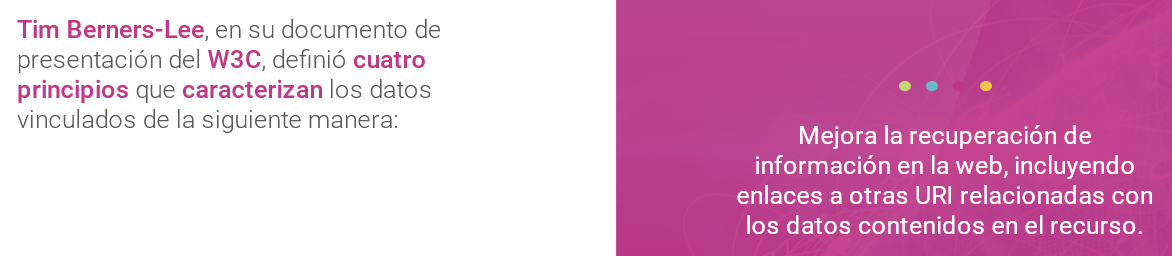 Tim Berners-Lee, en su documento de
presentación del W3C, definió cuatro
principios que caracterizan los datos
vinculados de la siguiente manera:
Mejora la recuperación de
información en la web, incluyendo
enlaces a otras URI relacionadas con
los datos contenidos en el recurso.